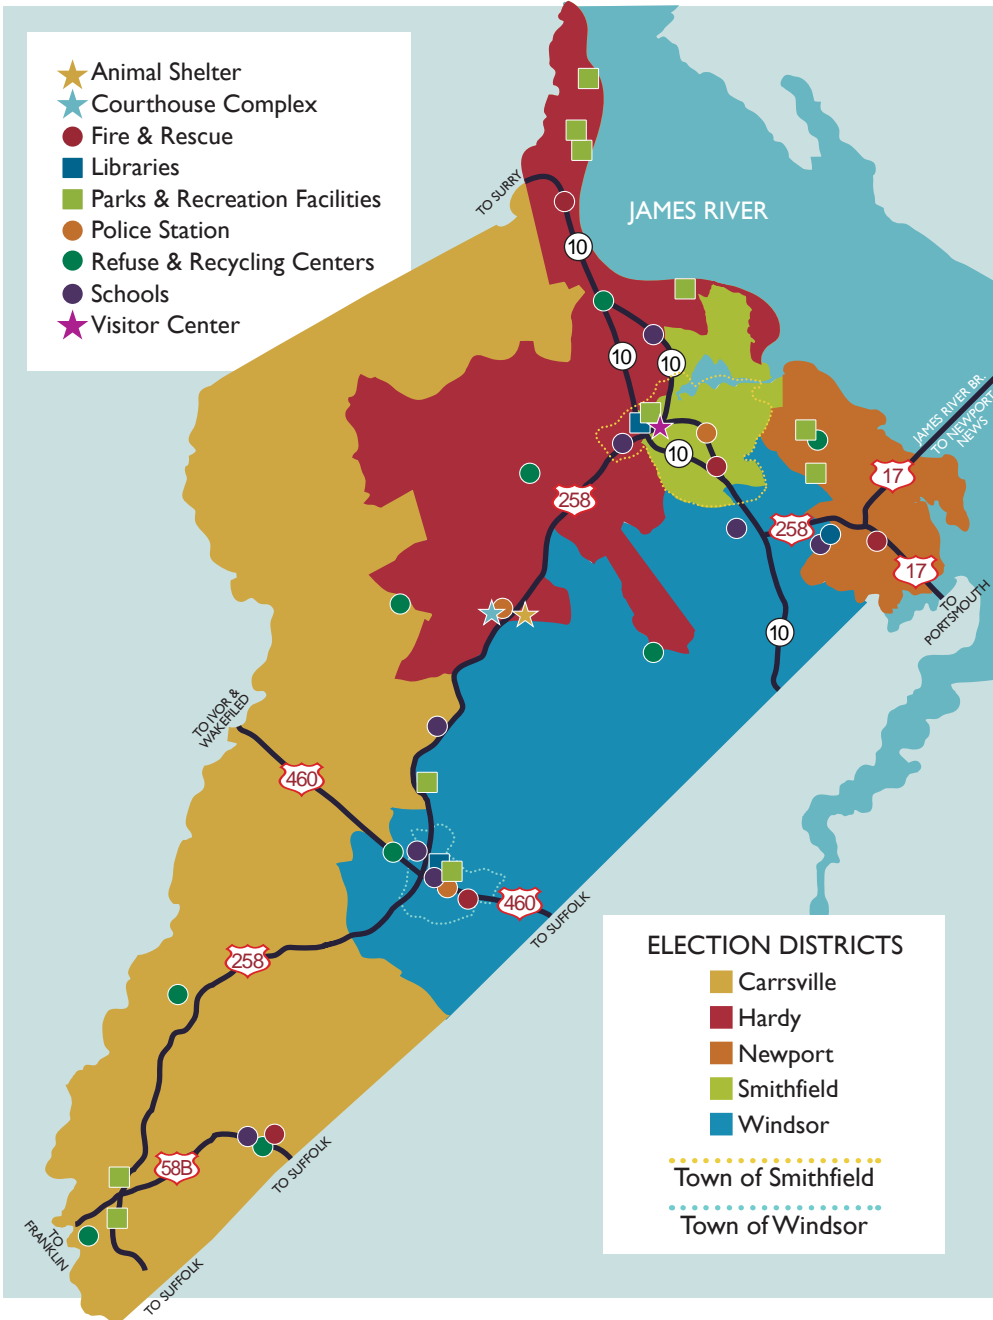 Animal Shelter
Courthouse Complex
Fire & Rescue
Libraries
Parks & Recreation Facilities
Police Station
Refuse & Recycling Centers
Schools
Visitor Center
TO SURRY
JAMES RIVER
10
10
10
JAMES RIVER BR.
TO NEWPORT
NEWS
10
17
258
258
17
TO
PORTSMOUTH
10
TO IVOR &
WAKEFILED
460
460
TO SUFFOLK
258
ELECTION DISTRICTS
Carrsville
Hardy
Newport
Smithfield
Windsor
Town of Smithfield
Town of Windsor
58B
TO SUFFOLK
TO
FRANKLIN
TO SUFFOLK